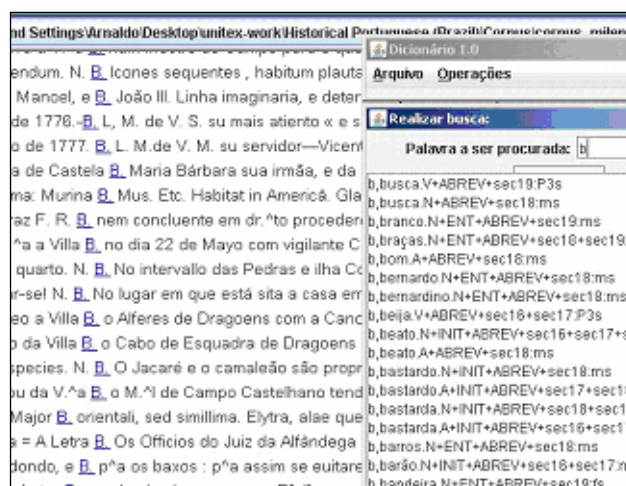 nd Settings\Arnaldo\Desktop\unitex-work\Historical Portuguese (Brazil)\Corpus\corpus_milen
endum. N. B. Icones sequentes , habitum plauta
Manoel, e B. João III. Linha imaginaria, e deter
de 1776.-B. L, M. de V. S. su mais atiento « e s
o de 1777. B. L. M.de V. M. su servidor—Vicent
a de Castela B. Maria Bárbara sua irmãa, e da
ma: Murina B. Mus. Etc. Habitat in Americâ. Gla
raz F. R. B. nem concluente em dr.^to proceder
.^a a Villa B. no dia 22 de Mayo com vigilante C
quarto. N. B. No intervallo das Pedras e ilha Co
r-se! N. B. No lugar em que está sita a casa em
eo a Villa B. o Alferes de Dragoens com a Canc
o da Villa B. o Cabo de Esquadra de Dragoens
species. N. B. O Jacaré e o camaleão são propr
ou da V.^a B. o M.^l de Campo Castelhano tend
Major B. orientali, sed simillima. Elytra, alae que
a = A Letra B. Os Officios do Juiz da Alfândega
dondo, e B. p^a os baxos : p^a assim se euitare
Dicionário 1.0
Arquivo Operações
Realizar busca:
Palavra a ser procurada: b
b,busca.V+ABREV+sec19:P3s
b,busca.N+ABREV+sec18:ms
b,branco.N+ENT+ABREV+sec19:ms
b,braças.N+ENT+ABREV+sec18+sec19
b,bom.A+ABREV+sec18:ms
b,bernardo.N+ENT+ABREV+sec18:ms
b,bernardino.N+ENT+ABREV+sec18:ms
b,beija.V+ABREV+sec16+sec17:P3s
b,beato.N+INIT+ABREV+sec16+sec17+s
b,beato.A+ABREV+sec18:ms
b,bastardo.N+INIT+ABREV+sec18:ms
b,bastardo.A+INIT+ABREV+sec17+sec18
b,bastarda.N+INIT+ABREV+sec18+sec1
b,bastarda.A+INIT+ABREV+sec16+sec1
b,barros.N+ENT+ABREV+sec18:ms
b,barão.N+INIT+ABREV+sec16+sec17:m
b,bandeira.N+ENT+ABREV+sec19:fs